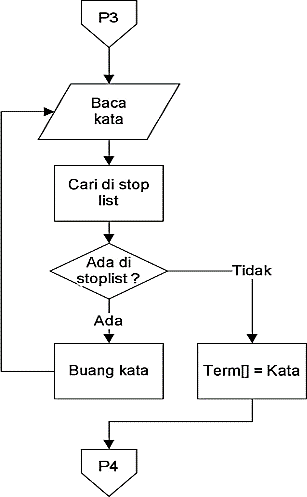 P3
Baca
kata
Cari di stop
list
Ada di
stoplist ?
Tidak
Ada
Buang kata
Term[] = Kata
P4